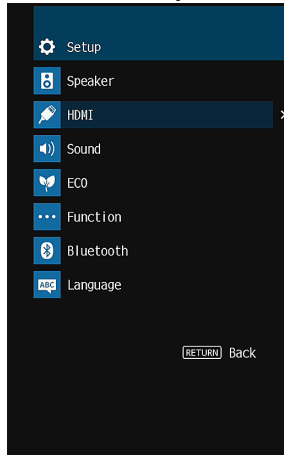 Setup
Speaker
HDMI
Sound
ECO
Function
Bluetooth
ABC Language
RETURN Back